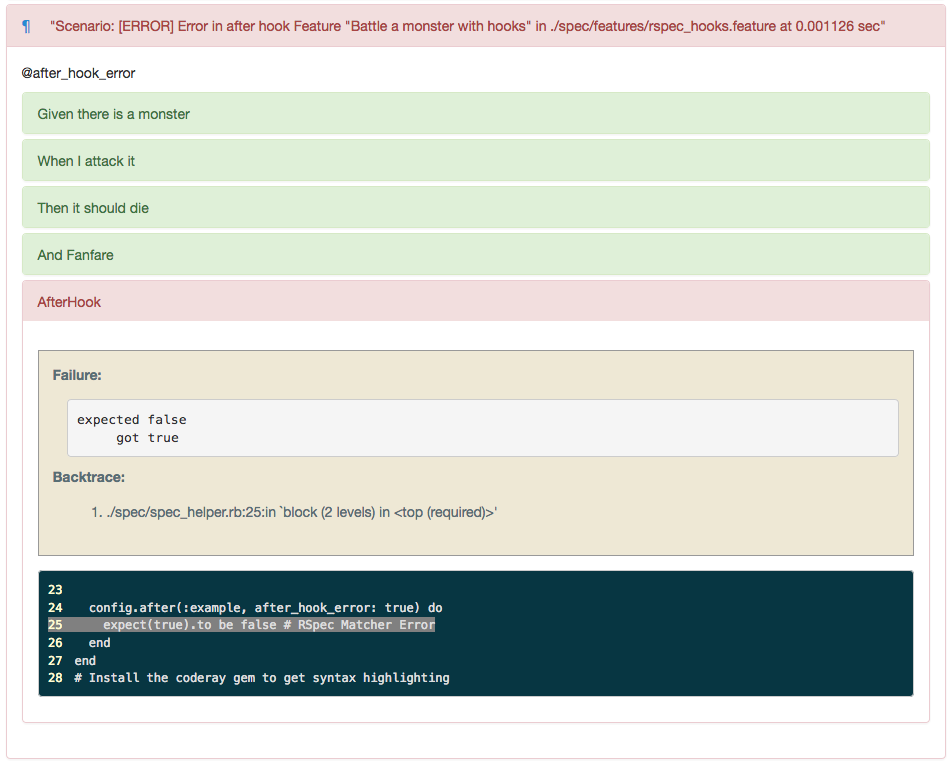 ¶ "Scenario: [ERROR] Error in after hook Feature "Battle a monster with hooks" in ./spec/features/rspec_hooks.feature at 0.001126 sec"
@after_hook_error
Given there is a monster
When I attack it
Then it should die
And Fanfare
AfterHook
Failure:
expected false
     got true
Backtrace:
1. ./spec/spec_helper.rb:25:in `block (2 levels) in <top (required)>'
23
24   config.after(:example, after_hook_error: true) do
25     expect(true).to be false # RSpec Matcher Error
26   end
27 end
28 # Install the coderay gem to get syntax highlighting